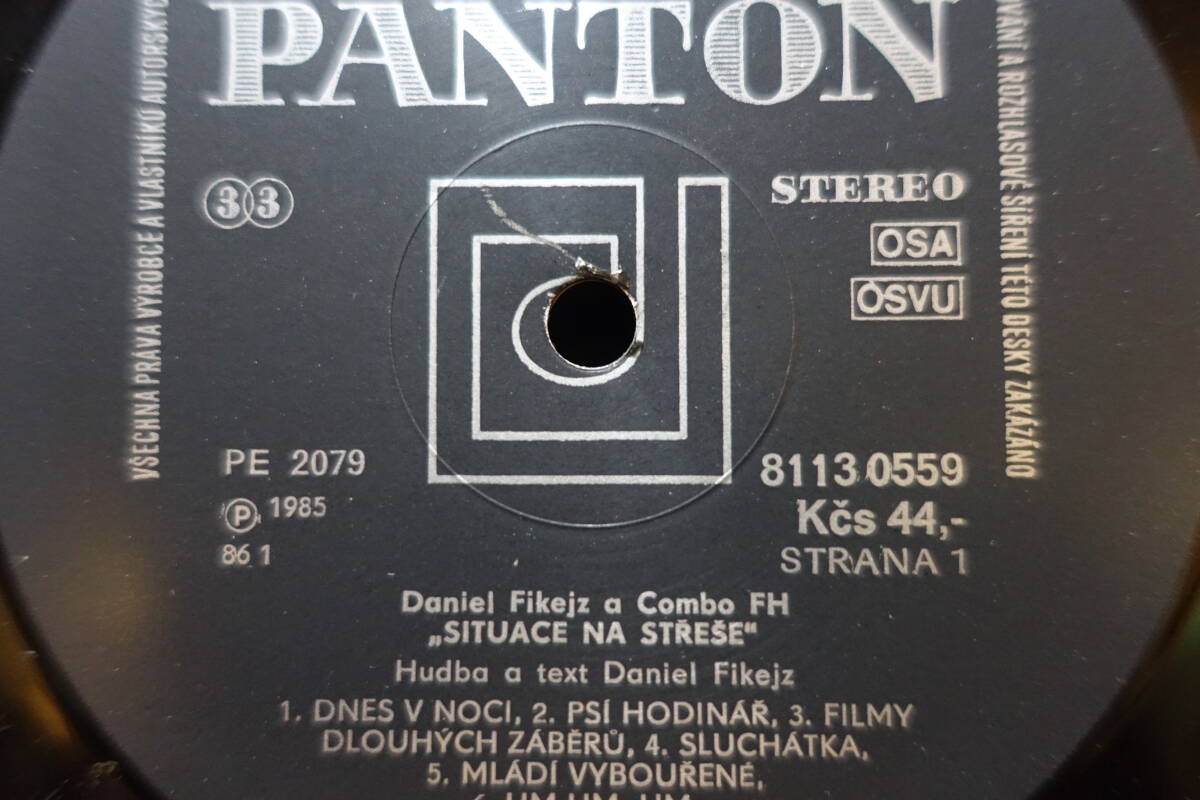 PANTON
VŠECHNA PRÁVA VÝROBCE A VLASTNÍKŮ
A ROZHLASOVÉ ŠÍŘENÍ TÉTO DESKY ZAKÁZÁNO
33
STEREO
OSA
OSVU
PE 2079
Ⓟ 1985
86 1
8113 0559
Kčs 44,-
STRANA 1
Daniel Fikejz a Combo FH
„SITUACE NA STŘEŠE“
Hudba a text Daniel Fikejz
1. DNES V NOCI, 2. PSÍ HODINÁŘ, 3. FILMY
DLOUHÝCH ZÁBĚRŮ, 4. SLUCHÁTKA,
5. MLÁDÍ VYBOUŘENÉ,